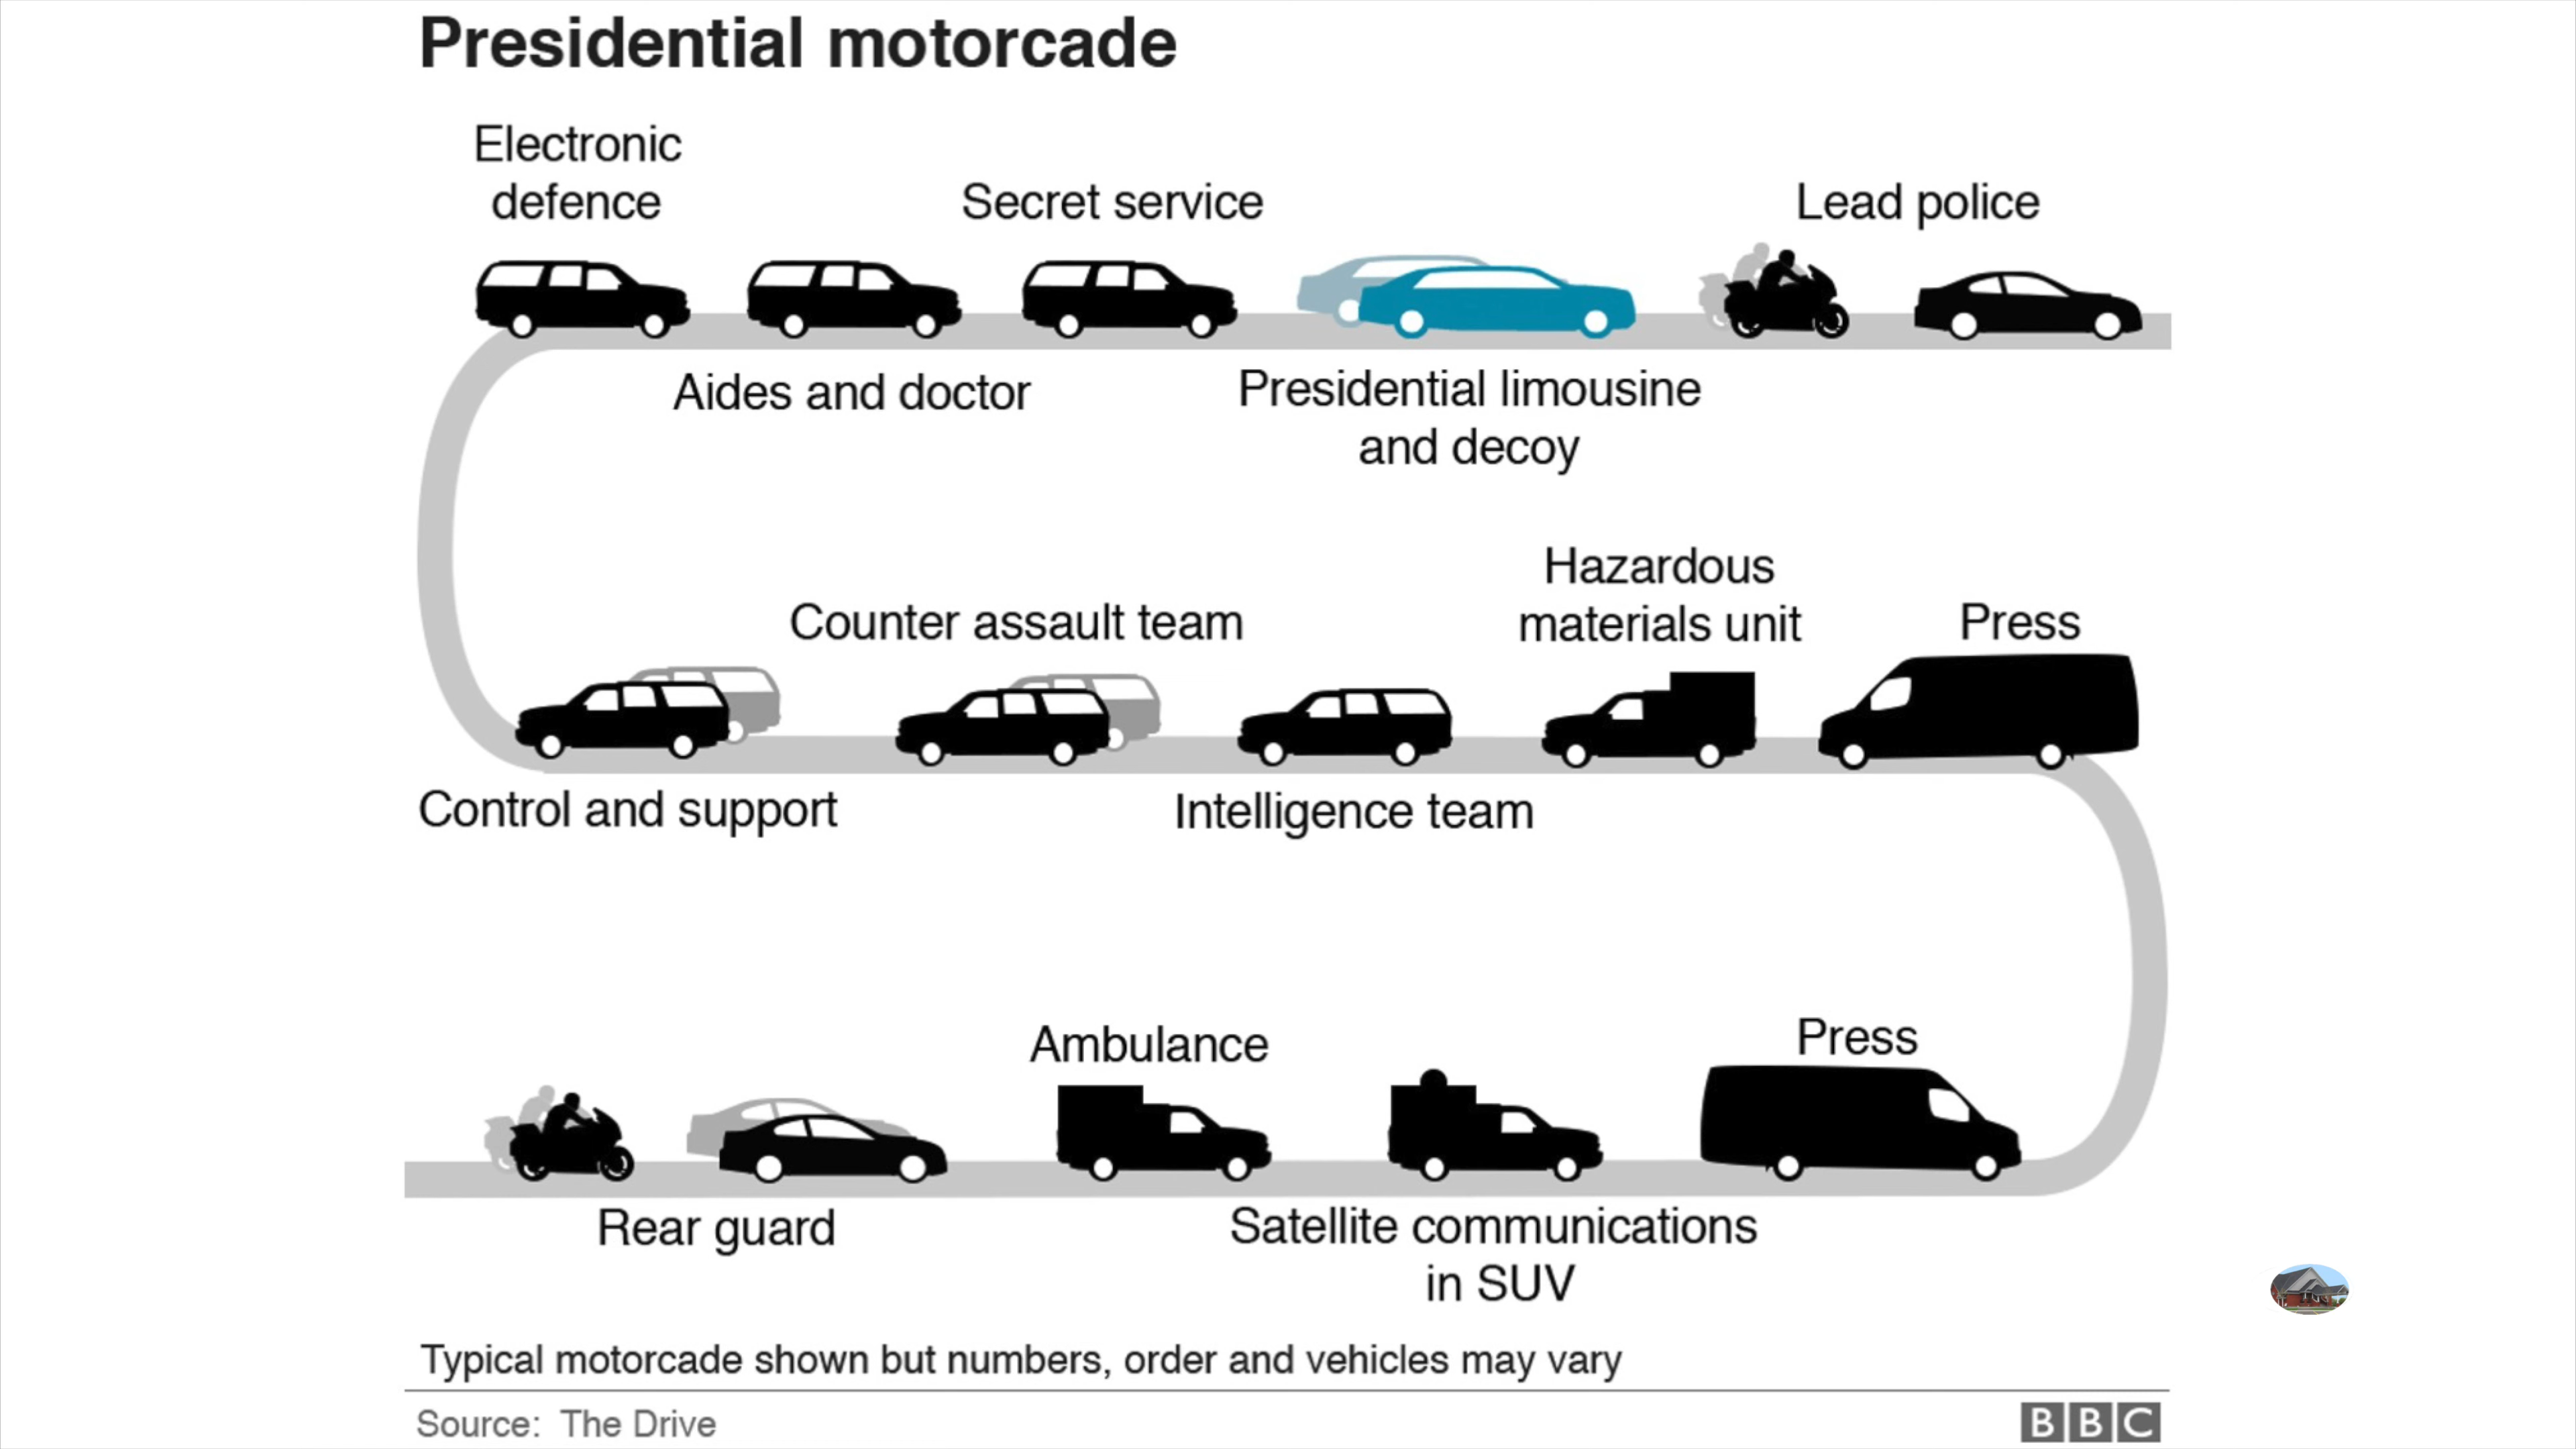 Presidential motorcade
Electronic
defence
Secret service
Lead police
Aides and doctor
Presidential limousine
and decoy
Hazardous
materials unit
Counter assault team
Press
Control and support
Intelligence team
Ambulance
Press
Rear guard
Satellite communications
in SUV
Typical motorcade shown but numbers, order and vehicles may vary
Source: The Drive
BBC